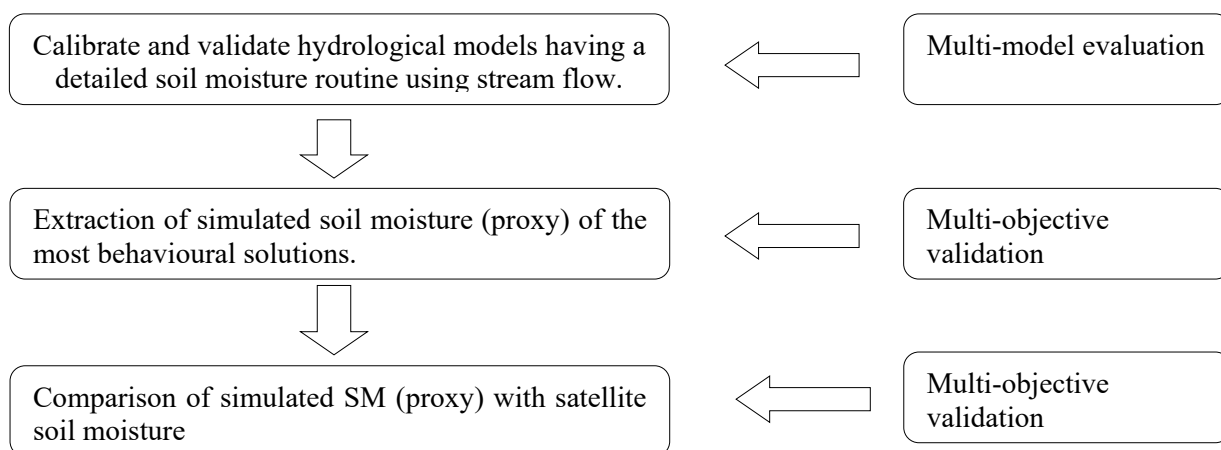 Calibrate and validate hydrological models having a
detailed soil moisture routine using stream flow.
Multi-model evaluation
Extraction of simulated soil moisture (proxy) of the
most behavioural solutions.
Multi-objective
validation
Comparison of simulated SM (proxy) with satellite
soil moisture
Multi-objective
validation